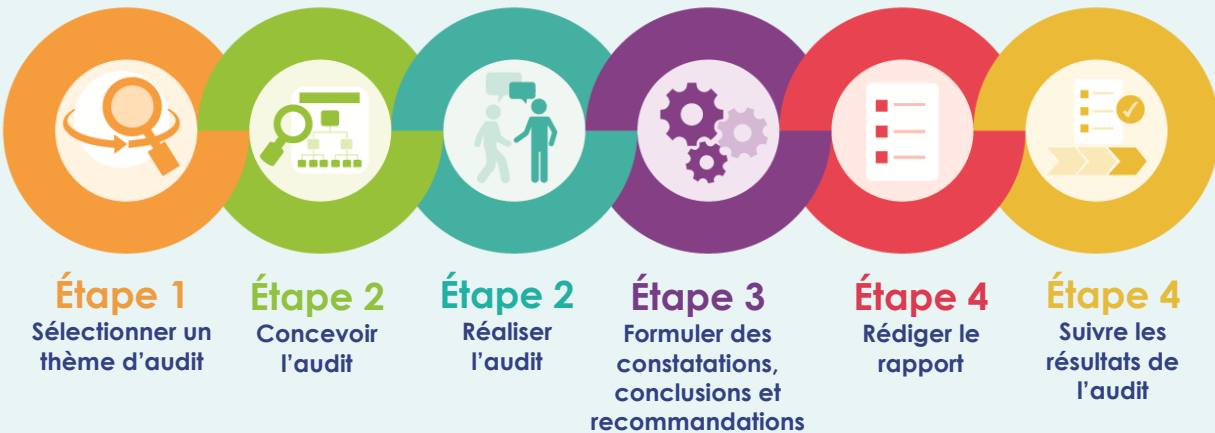 Étape 1
Sélectionner un
thème d'audit
Étape 2
Concevoir
l'audit
Étape 2
Réaliser
l'audit
Étape 3
Formuler des
constatations,
conclusions et
recommandations
Étape 4
Rédiger le
rapport
Étape 4
Suivre les
résultats de
l'audit